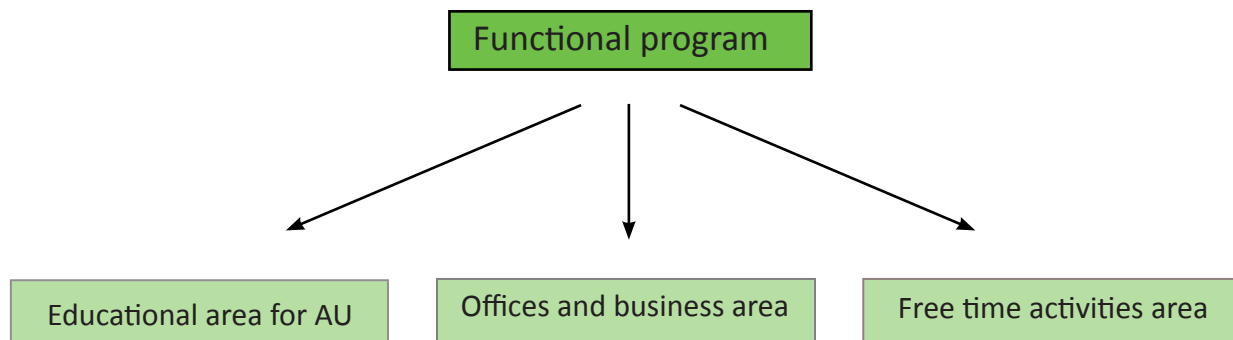 Functional program
Educational area for AU
Offices and business area
Free time activities area